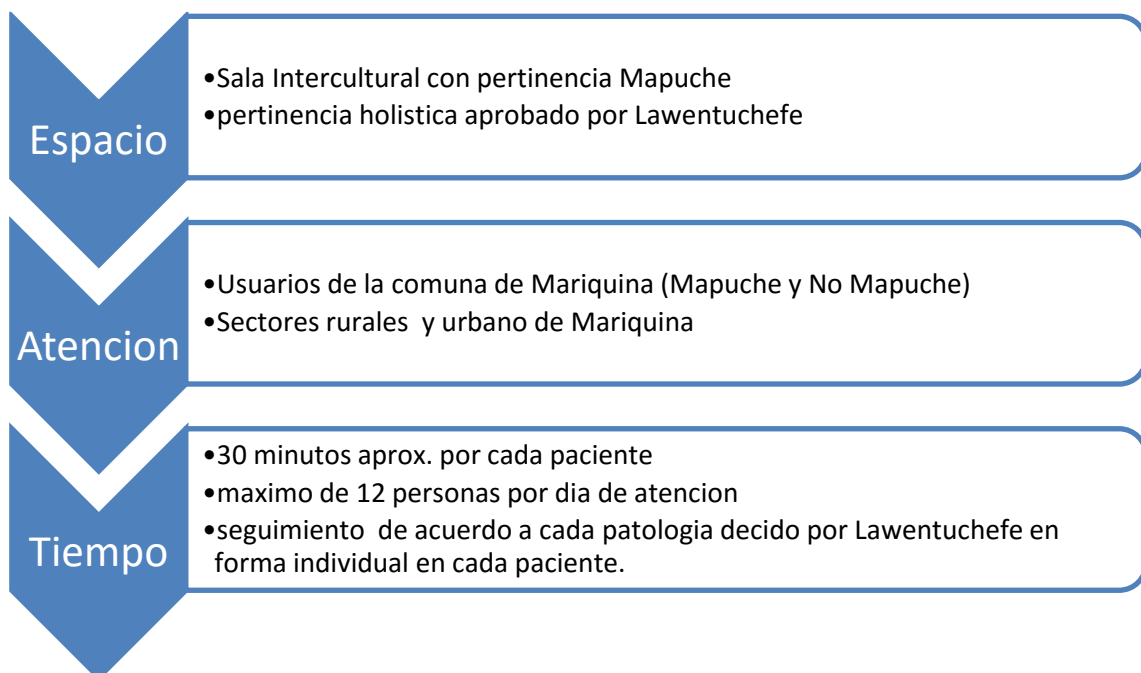 Espacio
•Sala Intercultural con pertinencia Mapuche
•pertinencia holistica aprobado por Lawentuchefe
Atencion
•Usuarios de la comuna de Mariquina (Mapuche y No Mapuche)
•Sectores rurales y urbano de Mariquina
Tiempo
•30 minutos aprox. por cada paciente
•maximo de 12 personas por dia de atencion
•seguimiento de acuerdo a cada patologia decido por Lawentuchefe en
forma individual en cada paciente.